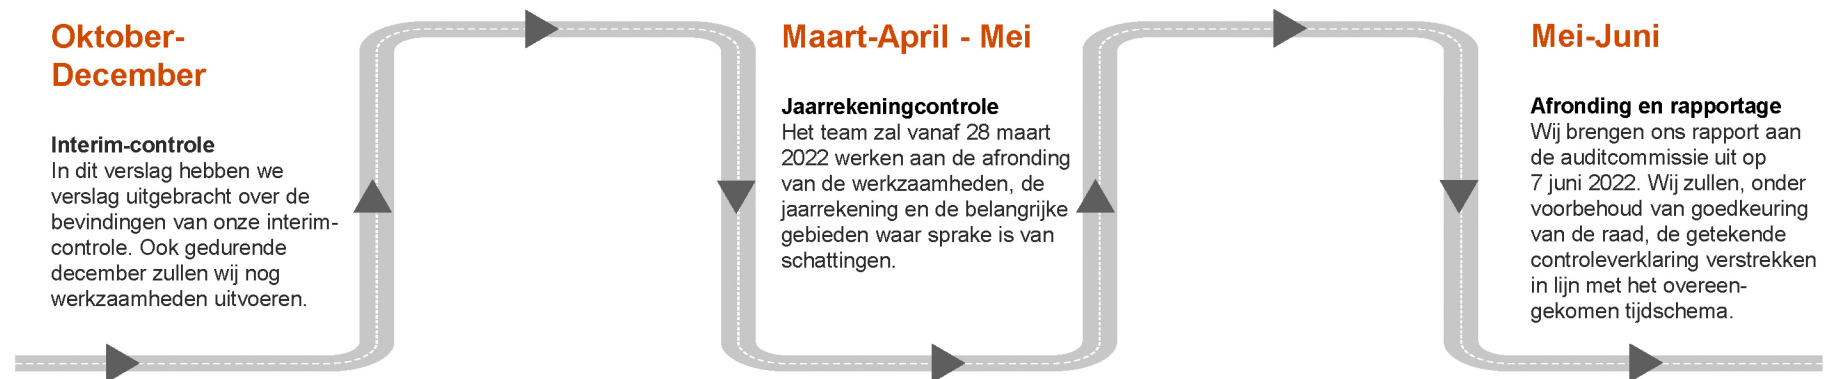 Oktober-
December
Interim-controle
In dit verslag hebben we
verslag uitgebracht over de
bevindingen van onze interim-
controle. Ook gedurende
december zullen wij nog
werkzaamheden uitvoeren.
Maart-April - Mei
Jaarrekeningcontrole
Het team zal vanaf 28 maart
2022 werken aan de afronding
van de werkzaamheden, de
jaarrekening en de belangrijke
gebieden waar sprake is van
schattingen.
Mei-Juni
Afronding en rapportage
Wij brengen ons rapport aan
de auditcommissie uit op
7 juni 2022. Wij zullen, onder
voorbehoud van goedkeuring
van de raad, de getekende
controleverklaring verstrekken
in lijn met het overeen-
gekomen tijdschema.